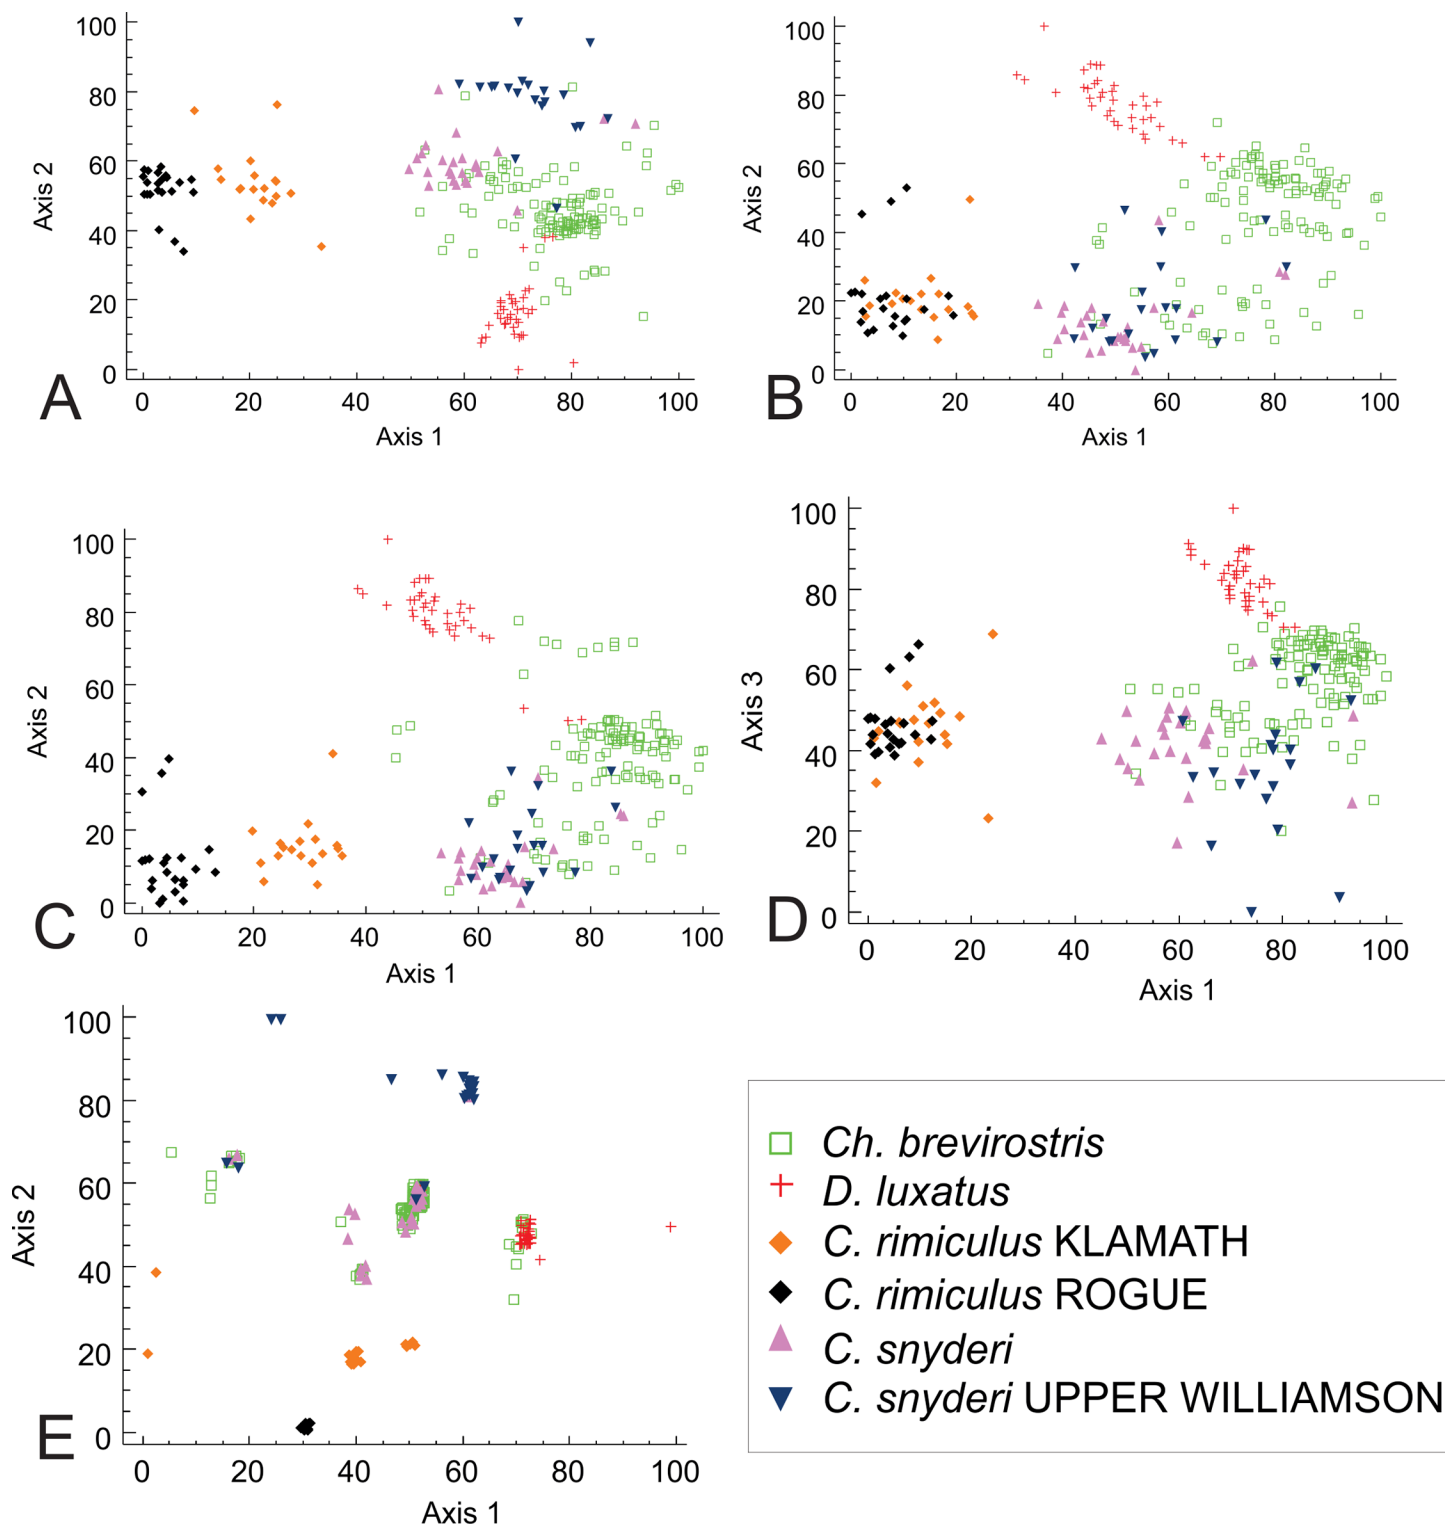 100
80
60
40
20
0
Axis 2
0 20 40 60 80 100
Axis 1
A
100
80
60
40
20
0
Axis 2
0 20 40 60 80 100
Axis 1
B
100
80
60
40
20
0
Axis 2
0 20 40 60 80 100
Axis 1
C
100
80
60
40
20
0
Axis 3
0 20 40 60 80 100
Axis 1
D
100
80
60
40
20
0
Axis 2
0 20 40 60 80 100
Axis 1
E
Ch. brevirostris
D. luxatus
C. rimiculus KLAMATH
C. rimiculus ROGUE
C. snyderi
C. snyderi UPPER WILLIAMSON